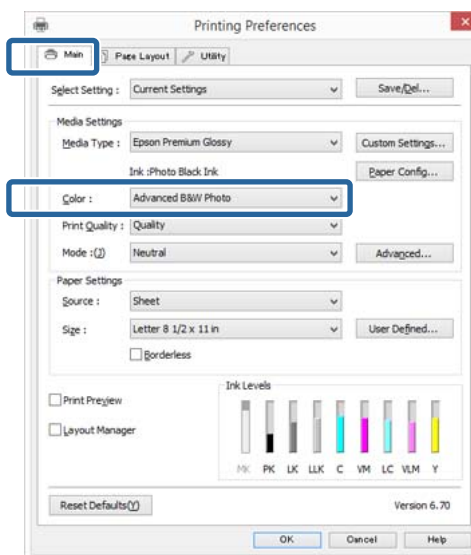 Printing Preferences
Main Page Layout Utility
Select Setting : Current Settings Save/Del...
Media Settings
Media Type : Epson Premium Glossy Custom Settings...
Ink :Photo Black Ink Paper Config...
Color : Advanced B&W Photo
Print Quality : Quality
Mode :(J) Neutral Advanced...
Paper Settings
Source : Sheet
Size : Letter 8 1/2 x 11 in User Defined...
Borderless
Ink Levels
Print Preview
Layout Manager
MK PK LK LLK C VM LC VLM Y
Reset Defaults(Y) Version 6.70
OK Cancel Help